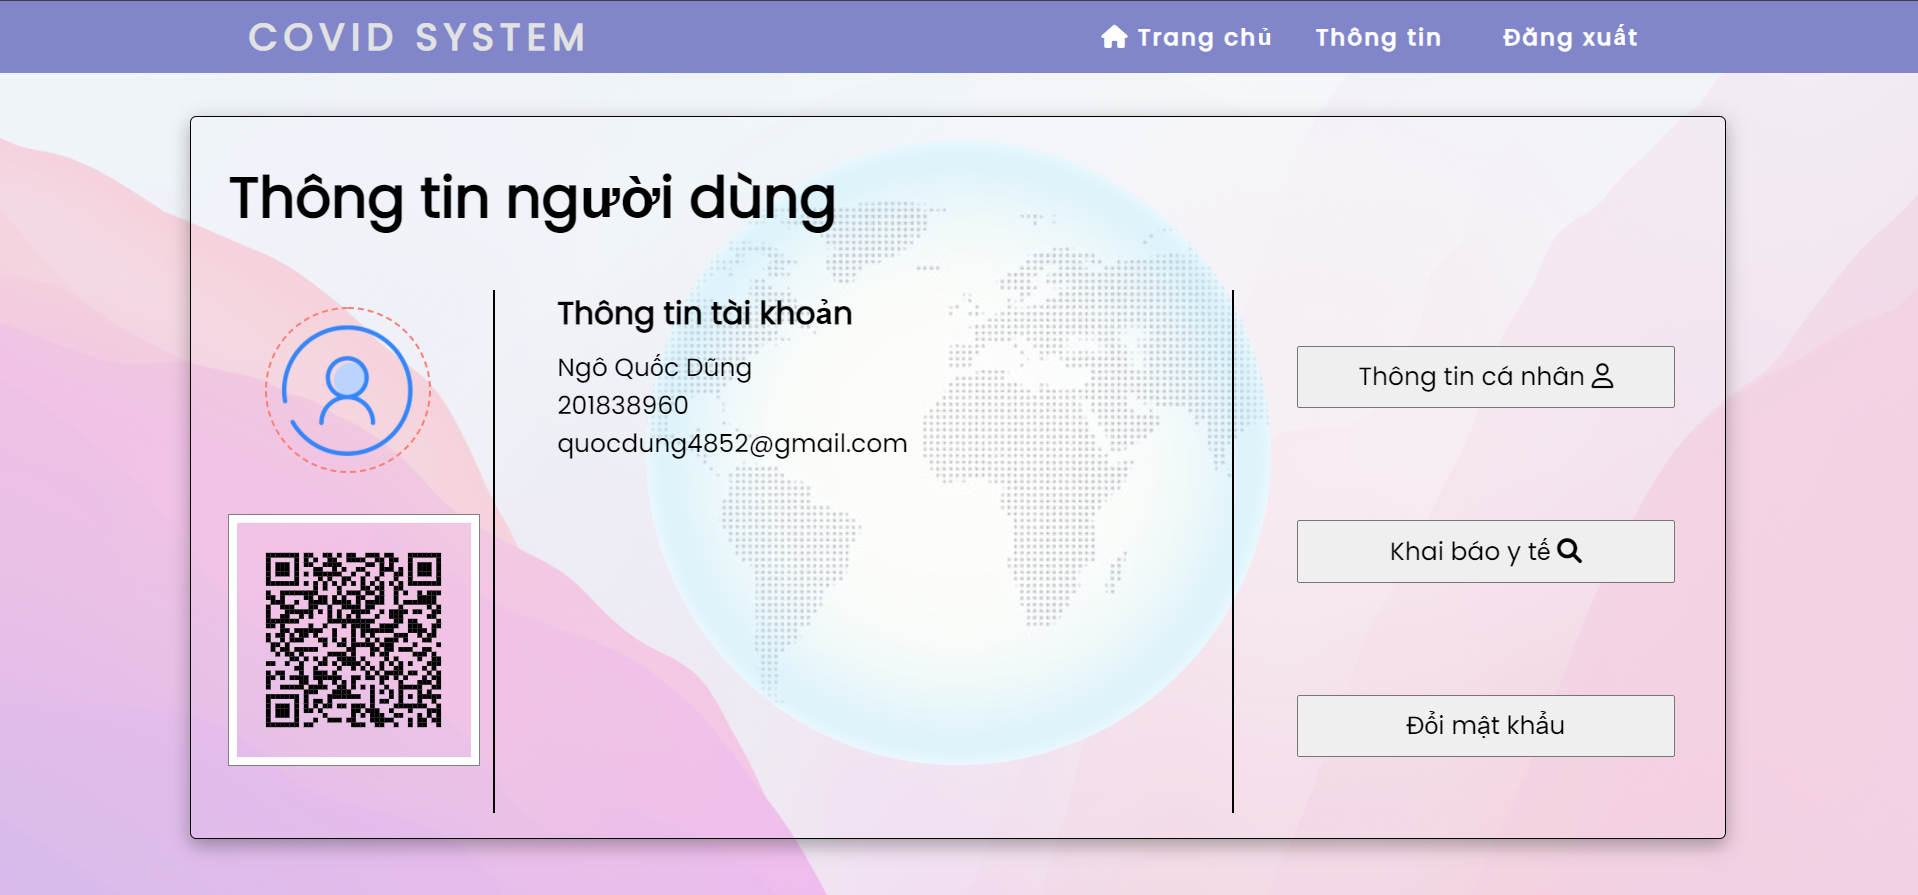 COVID SYSTEM
Trang chủ
Thông tin
Đăng xuất
Thông tin người dùng
Thông tin tài khoản
Ngô Quốc Dũng
201838960
quocdung4852@gmail.com
Thông tin cá nhân
Khai báo y tế
Đổi mật khẩu